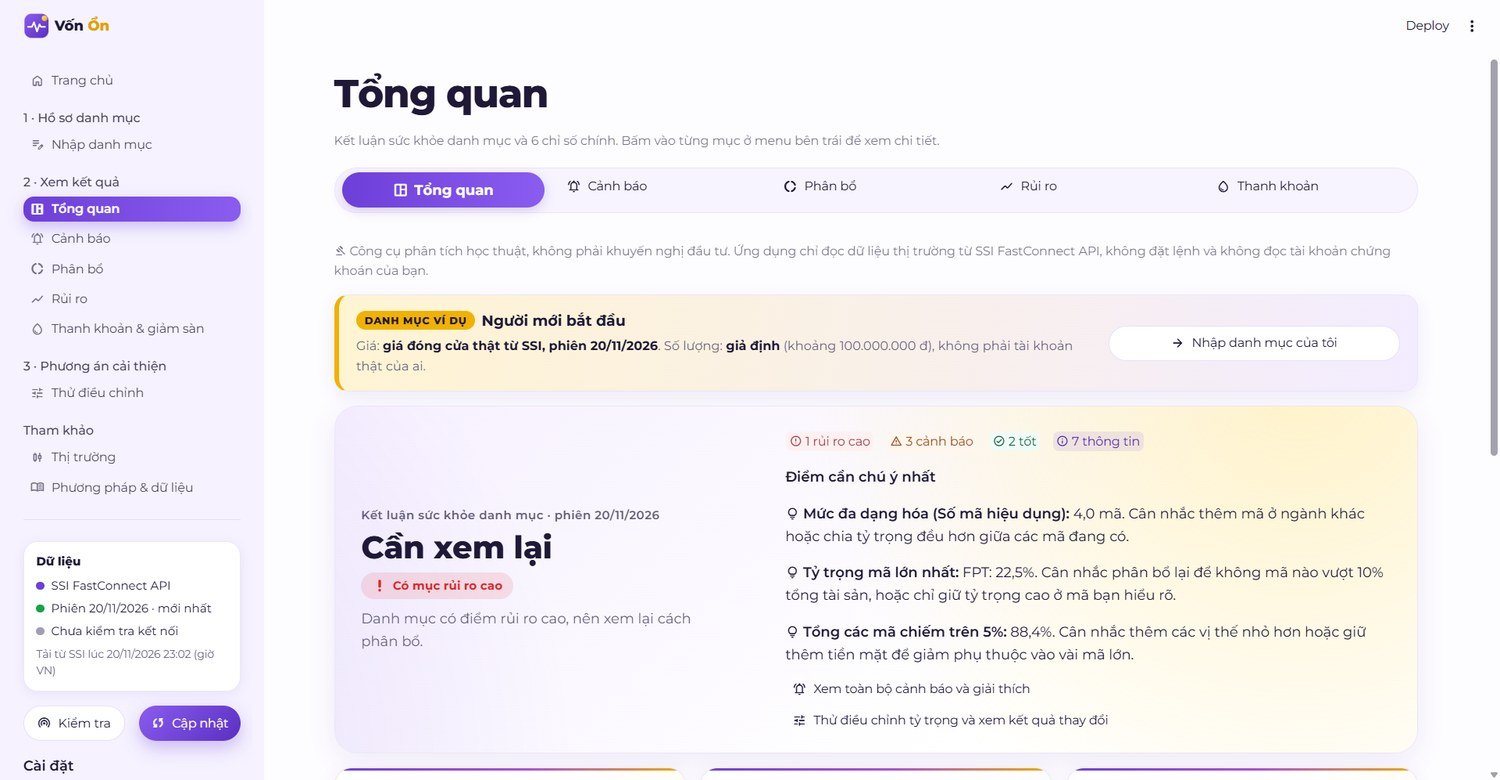 Vốn Ổn
Deploy
Trang chủ
1 · Hồ sơ danh mục
Nhập danh mục
2 · Xem kết quả
Tổng quan
Cảnh báo
Phân bổ
Rủi ro
Thanh khoản & giảm sàn
3 · Phương án cải thiện
Thử điều chỉnh
Tham khảo
Thị trường
Phương pháp & dữ liệu
Dữ liệu
SSI FastConnect API
Phiên 20/11/2026 · mới nhất
Chưa kiểm tra kết nối
Tải từ SSI lúc 20/11/2026 23:02 (giờ
VN)
Kiểm tra
Cập nhật
Cài đặt
Tổng quan
Kết luận sức khỏe danh mục và 6 chỉ số chính. Bấm vào từng mục ở menu bên trái để xem chi tiết.
Tổng quan
Cảnh báo
Phân bổ
Rủi ro
Thanh khoản
Công cụ phân tích học thuật, không phải khuyến nghị đầu tư. Ứng dụng chỉ đọc dữ liệu thị trường từ SSI FastConnect API, không đặt lệnh và không đọc tài khoản chứng
khoán của bạn.
DANH MỤC VÍ DỤ Người mới bắt đầu
Giá: giá đóng cửa thật từ SSI, phiên 20/11/2026. Số lượng: giả định (khoảng 100.000.000 đ), không phải tài khoản
thật của ai.
Nhập danh mục của tôi
Kết luận sức khỏe danh mục · phiên 20/11/2026
Cần xem lại
Có mục rủi ro cao
Danh mục có điểm rủi ro cao, nên xem lại cách
phân bổ.
1 rủi ro cao
3 cảnh báo
2 tốt
7 thông tin
Điểm cần chú ý nhất
Mức đa dạng hóa (Số mã hiệu dụng): 4,0 mã. Cân nhắc thêm mã ở ngành khác
hoặc chia tỷ trọng đều hơn giữa các mã đang có.
Tỷ trọng mã lớn nhất: FPT: 22,5%. Cân nhắc phân bổ lại để không mã nào vượt 10%
tổng tài sản, hoặc chỉ giữ tỷ trọng cao ở mã bạn hiểu rõ.
Tổng các mã chiếm trên 5%: 88,4%. Cân nhắc thêm các vị thế nhỏ hơn hoặc giữ
thêm tiền mặt để giảm phụ thuộc vào vài mã lớn.
Xem toàn bộ cảnh báo và giải thích
Thử điều chỉnh tỷ trọng và xem kết quả thay đổi